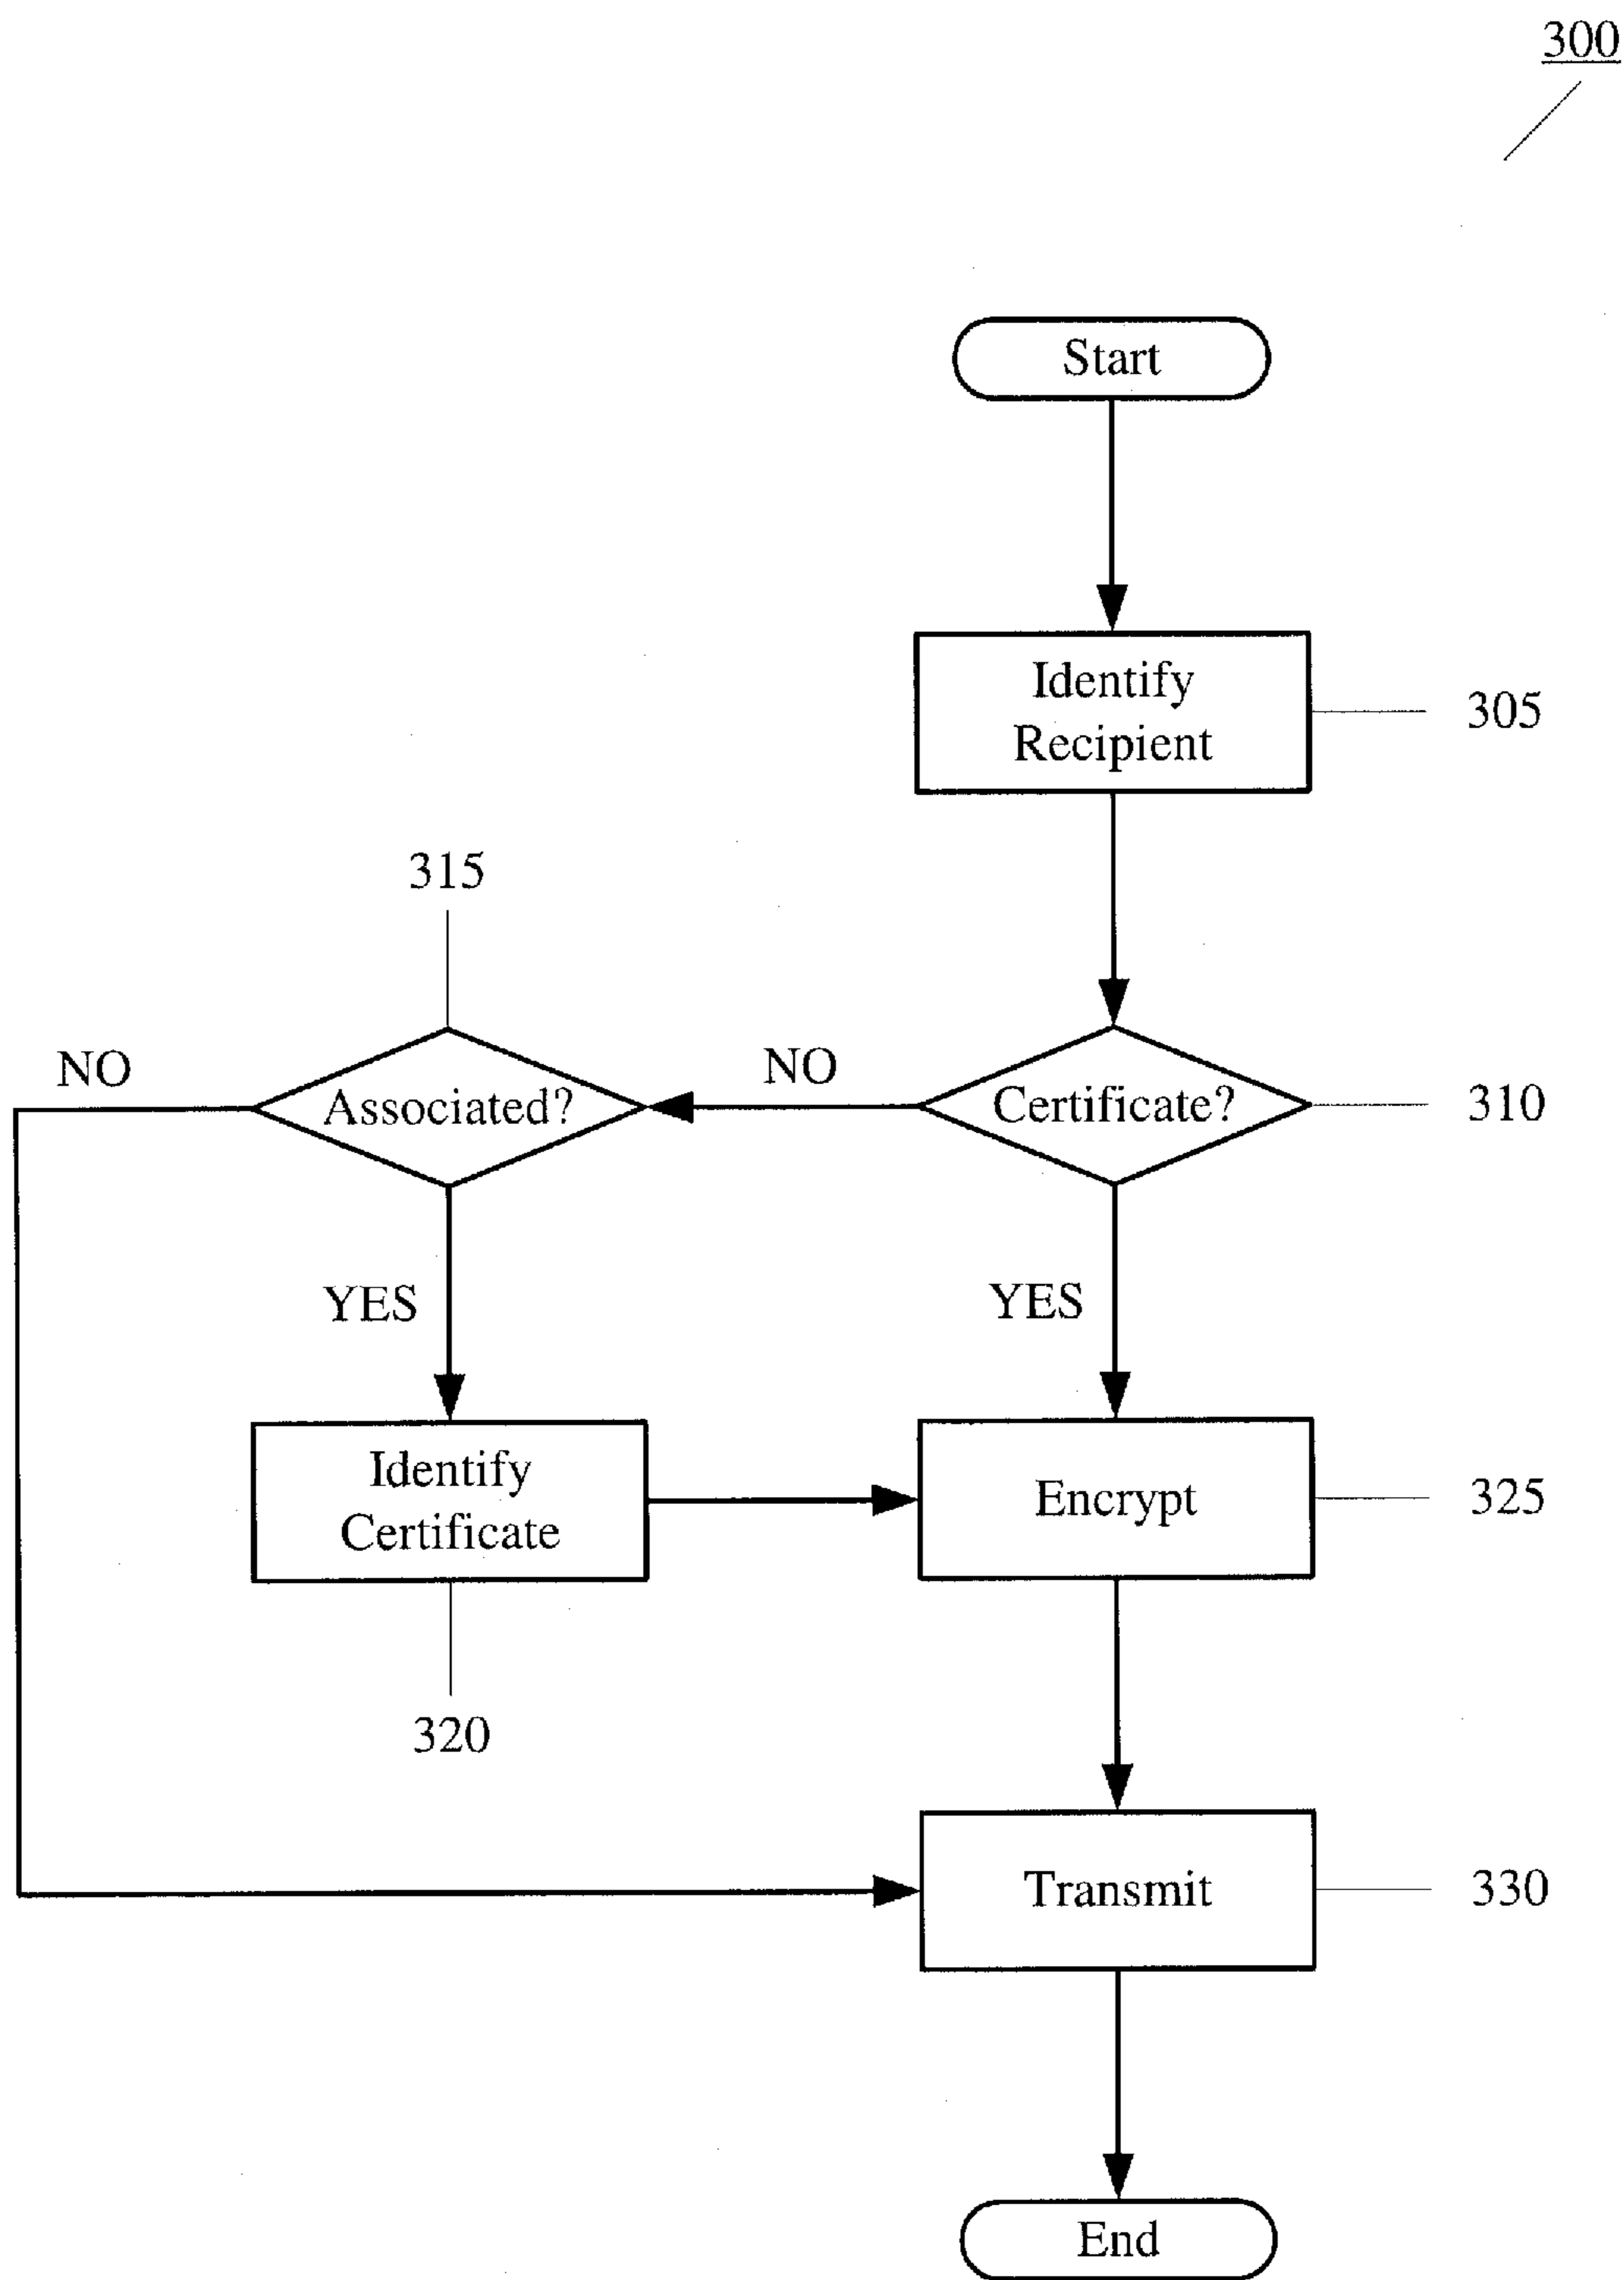 300
Start
Identify
Recipient
305
315
NO
Associated?
NO
Certificate?
310
YES
YES
Identify
Certificate
Encrypt
325
320
Transmit
330
End